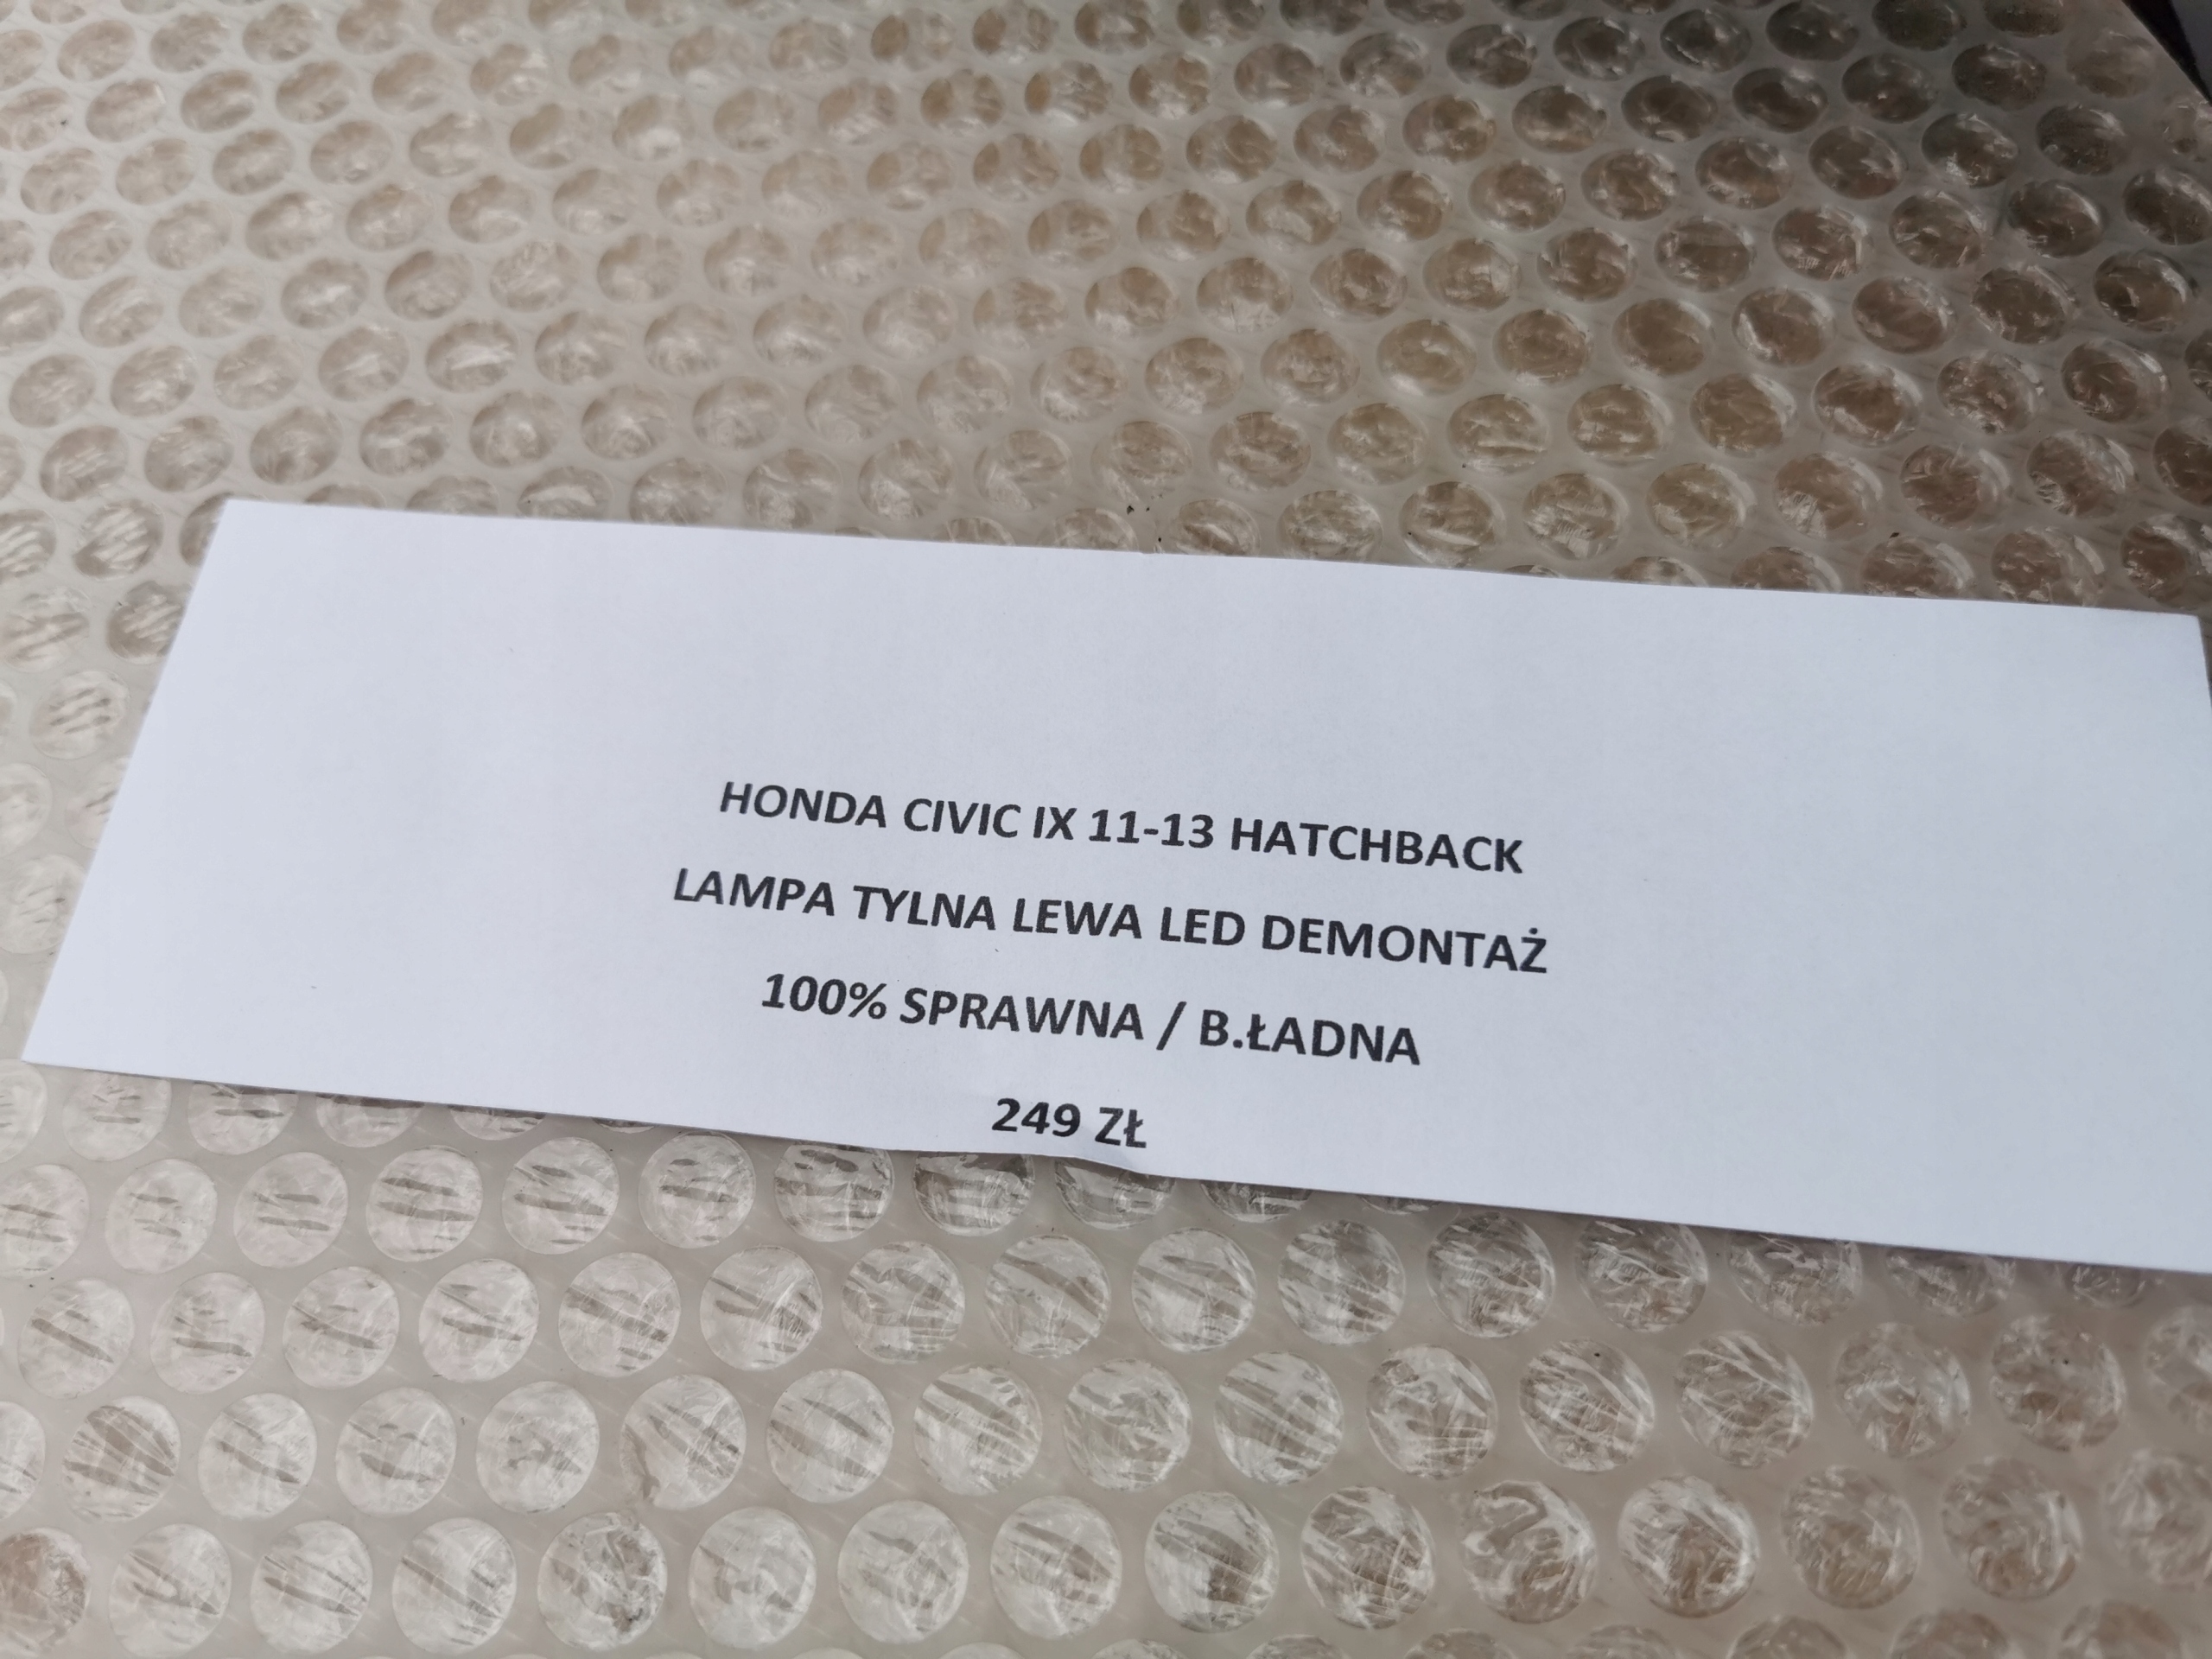 HONDA CIVIC IX 11-13 HATCHBACK
LAMPA TYLNA LEWA LED DEMONTAŻ
100% SPRAWNA / B.ŁADNA
249 ZŁ